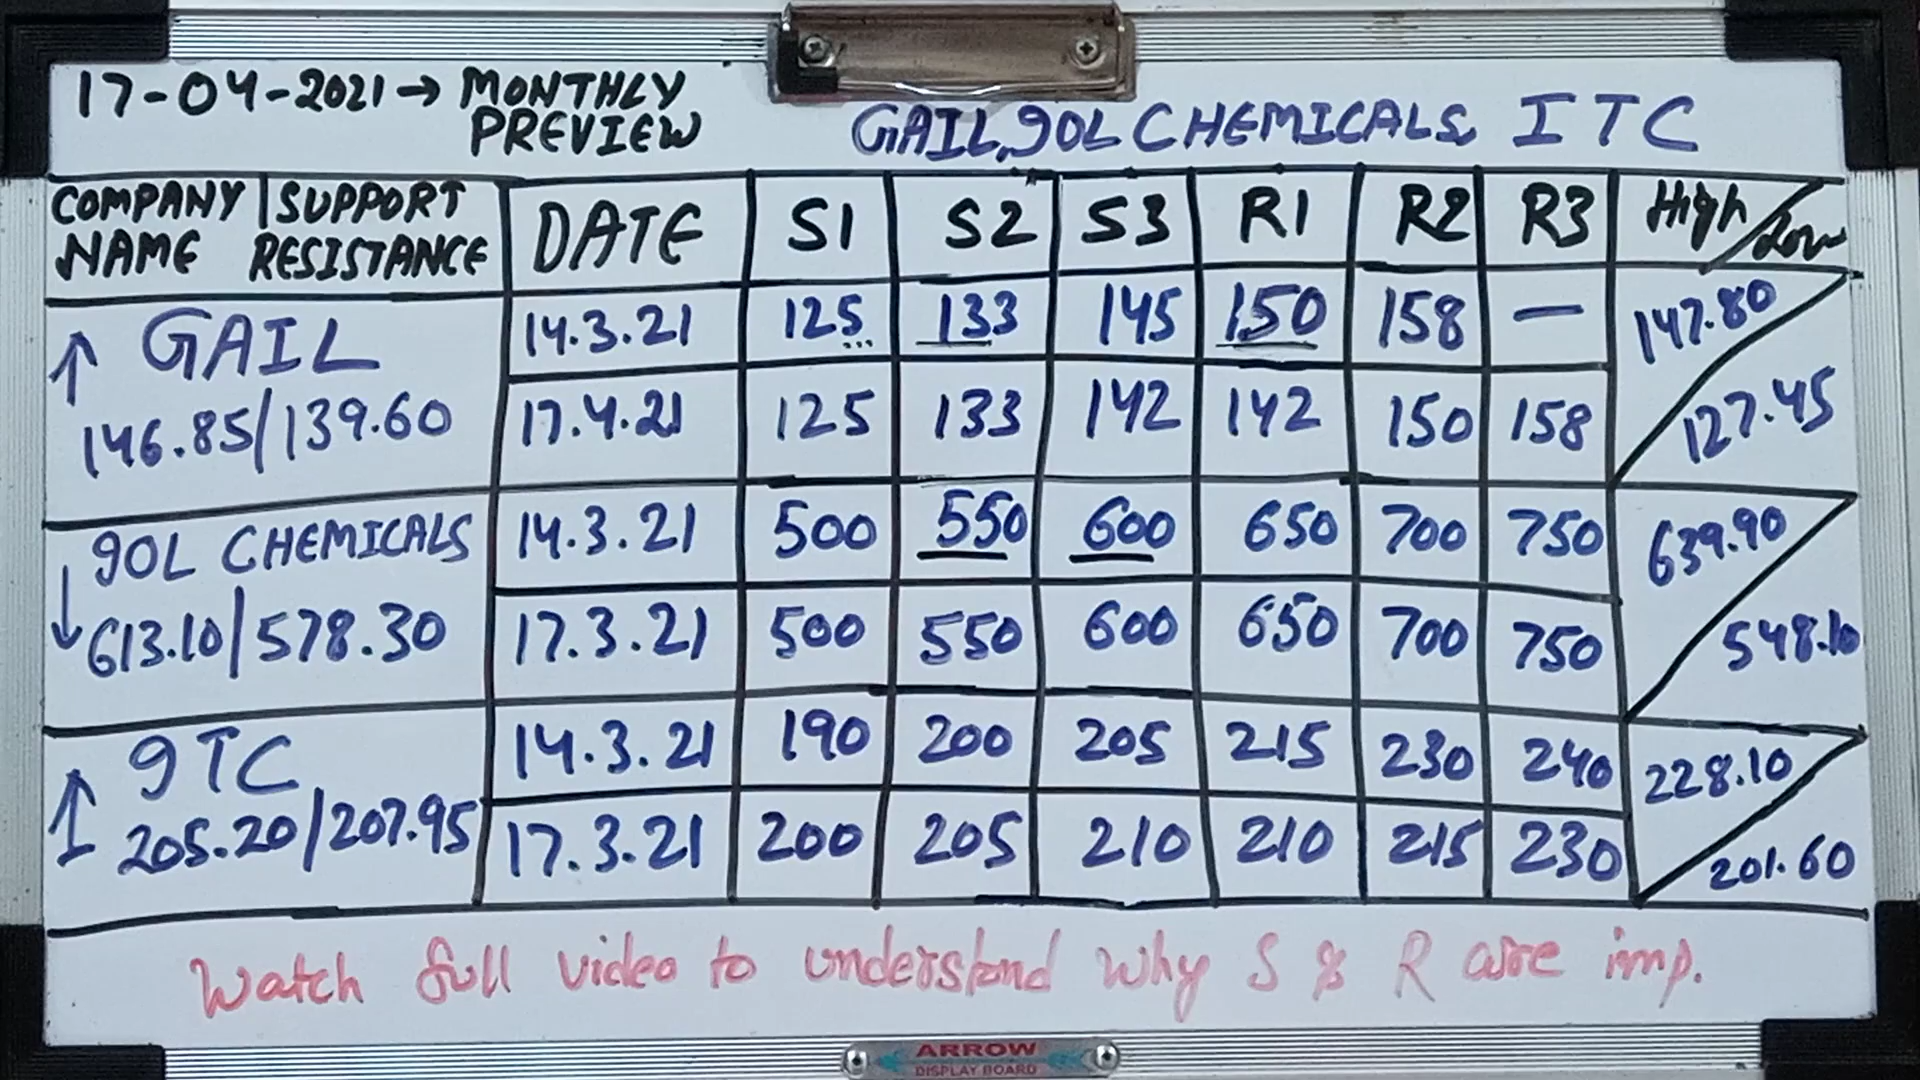 17-04-2021→ MONTHLY
PREVIEW
GAIL, IOL CHEMICALS & ITC
COMPANY | SUPPORT
NAME RESISTANCE
DATE S1 S2 S3 R1 R2 R3 High/Low
↑ GAIL
146.85/139.60
14.3.21 125 133 145 150 158 — 147.80
17.4.21 125 133 142 142 150 158 127.45
IOL CHEMICALS
↓ 613.10/578.30
14.3.21 500 550 600 650 700 750 639.90
17.3.21 500 550 600 650 700 750 548.10
↑ ITC
205.20/207.95
14.3.21 190 200 205 215 230 240 228.10
17.3.21 200 205 210 210 215 230 201.60
Watch full video to understand why S & R are imp.
ARROW
DISPLAY BOARD